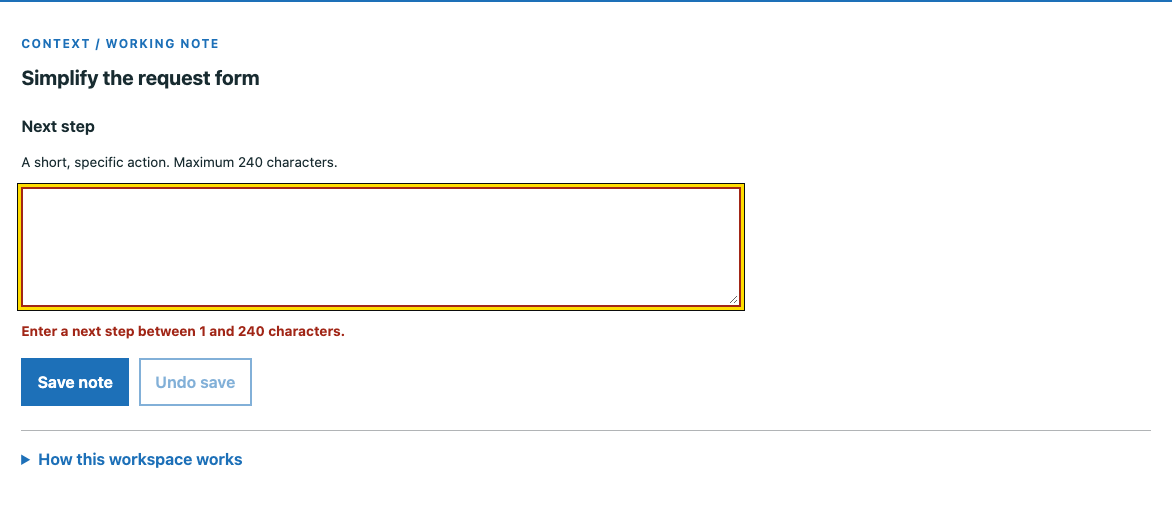 CONTEXT / WORKING NOTE
Simplify the request form
Next step
A short, specific action. Maximum 240 characters.
Enter a next step between 1 and 240 characters.
Save note
Undo save
How this workspace works